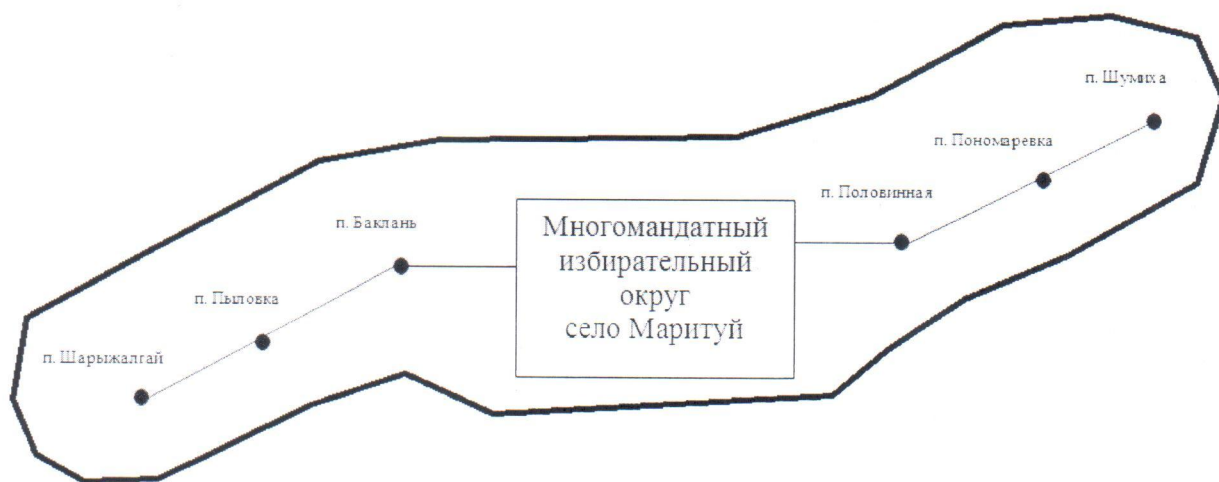 п. Шумиха
п. Пономаревка
п. Половинная
п. Баклань
Многомандатный
избирательный
округ
село Маритуй
п. Пыловка
п. Шарыжалгай